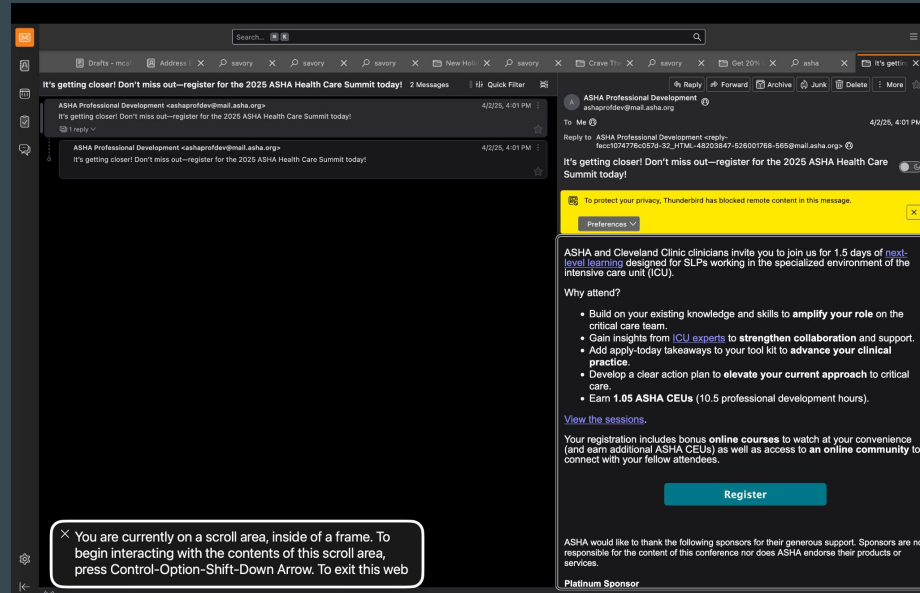 Search... ⌘ K
Drafts - mcal
Address
savory
savory
savory
New Holi
savory
Crave The
savory
Get 20%
asha
It's getting
It's getting closer! Don't miss out—register for the 2025 ASHA Health Care Summit today! 2 Messages Quick Filter
ASHA Professional Development <ashaprofdev@mail.asha.org> 4/2/25, 4:01 PM
It's getting closer! Don't miss out—register for the 2025 ASHA Health Care Summit today!
1 reply
ASHA Professional Development <ashaprofdev@mail.asha.org> 4/2/25, 4:01 PM
It's getting closer! Don't miss out—register for the 2025 ASHA Health Care Summit today!
Reply Forward Archive Junk Delete More
A ASHA Professional Development
ashaprofdev@mail.asha.org
To Me 4/2/25, 4:01 PM
Reply to ASHA Professional Development <reply-
fecc1074776c057d-32_HTML-48203847-526001768-565@mail.asha.org>
It's getting closer! Don't miss out—register for the 2025 ASHA Health Care
Summit today!
To protect your privacy, Thunderbird has blocked remote content in this message.
Preferences
ASHA and Cleveland Clinic clinicians invite you to join us for 1.5 days of next-
level learning designed for SLPs working in the specialized environment of the
intensive care unit (ICU).
Why attend?
• Build on your existing knowledge and skills to amplify your role on the
critical care team.
• Gain insights from ICU experts to strengthen collaboration and support.
• Add apply-today takeaways to your tool kit to advance your clinical
practice.
• Develop a clear action plan to elevate your current approach to critical
care.
• Earn 1.05 ASHA CEUs (10.5 professional development hours).
View the sessions.
Your registration includes bonus online courses to watch at your convenience
(and earn additional ASHA CEUs) as well as access to an online community to
connect with your fellow attendees.
Register
ASHA would like to thank the following sponsors for their generous support. Sponsors are no
responsible for the content of this conference nor does ASHA endorse their products or
services.
Platinum Sponsor
You are currently on a scroll area, inside of a frame. To
begin interacting with the contents of this scroll area,
press Control-Option-Shift-Down Arrow. To exit this web